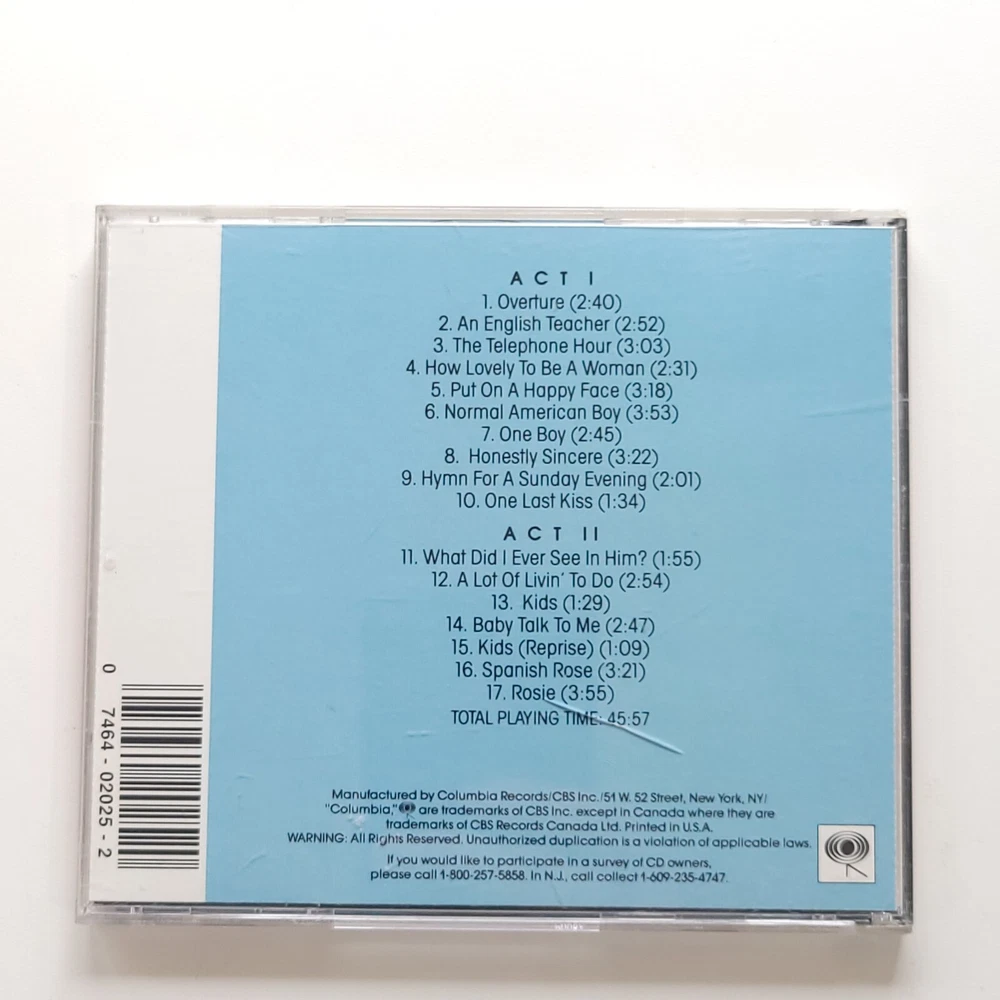 ACT I
1. Overture (2:40)
2. An English Teacher (2:52)
3. The Telephone Hour (3:03)
4. How Lovely To Be A Woman (2:31)
5. Put On A Happy Face (3:18)
6. Normal American Boy (3:53)
7. One Boy (2:45)
8. Honestly Sincere (3:22)
9. Hymn For A Sunday Evening (2:01)
10. One Last Kiss (1:34)
ACT II
11. What Did I Ever See In Him? (1:55)
12. A Lot Of Livin' To Do (2:54)
13. Kids (1:29)
14. Baby Talk To Me (2:47)
15. Kids (Reprise) (1:09)
16. Spanish Rose (3:21)
17. Rosie (3:55)
TOTAL PLAYING TIME: 45:57
Manufactured by Columbia Records/CBS Inc./51 W. 52 Street, New York, NY/
"Columbia," are trademarks of CBS Inc. except in Canada where they are
trademarks of CBS Records Canada Ltd. Printed in U.S.A.
WARNING: All Rights Reserved. Unauthorized duplication is a violation of applicable laws.
If you would like to participate in a survey of CD owners,
please call 1-800-257-5858. In N.J., call collect 1-609-235-4747.
0 7464-02025-2